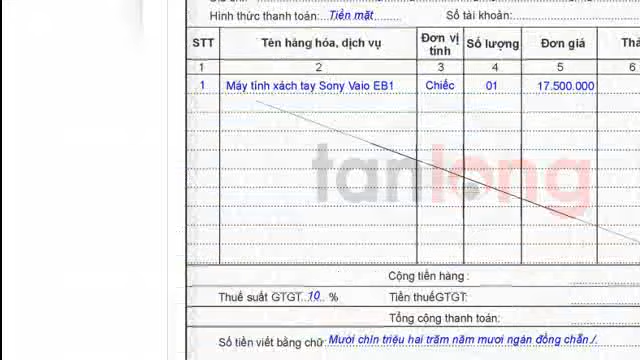 Hình thức thanh toán: Tiền mặt Số tài khoản:
STT Tên hàng hóa, dịch vụ Đơn vị tính Số lượng Đơn giá
1 2 3 4 5 6
1 Máy tính xách tay Sony Vaio EB1 Chiếc 01 17.500.000
tanlong
Cộng tiền hàng :
Thuế suất GTGT: 10 % Tiền thuếGTGT:
Tổng cộng thanh toán:
Số tiền viết bằng chữ: Mười chín triệu hai trăm năm mươi ngàn đồng chẵn./.